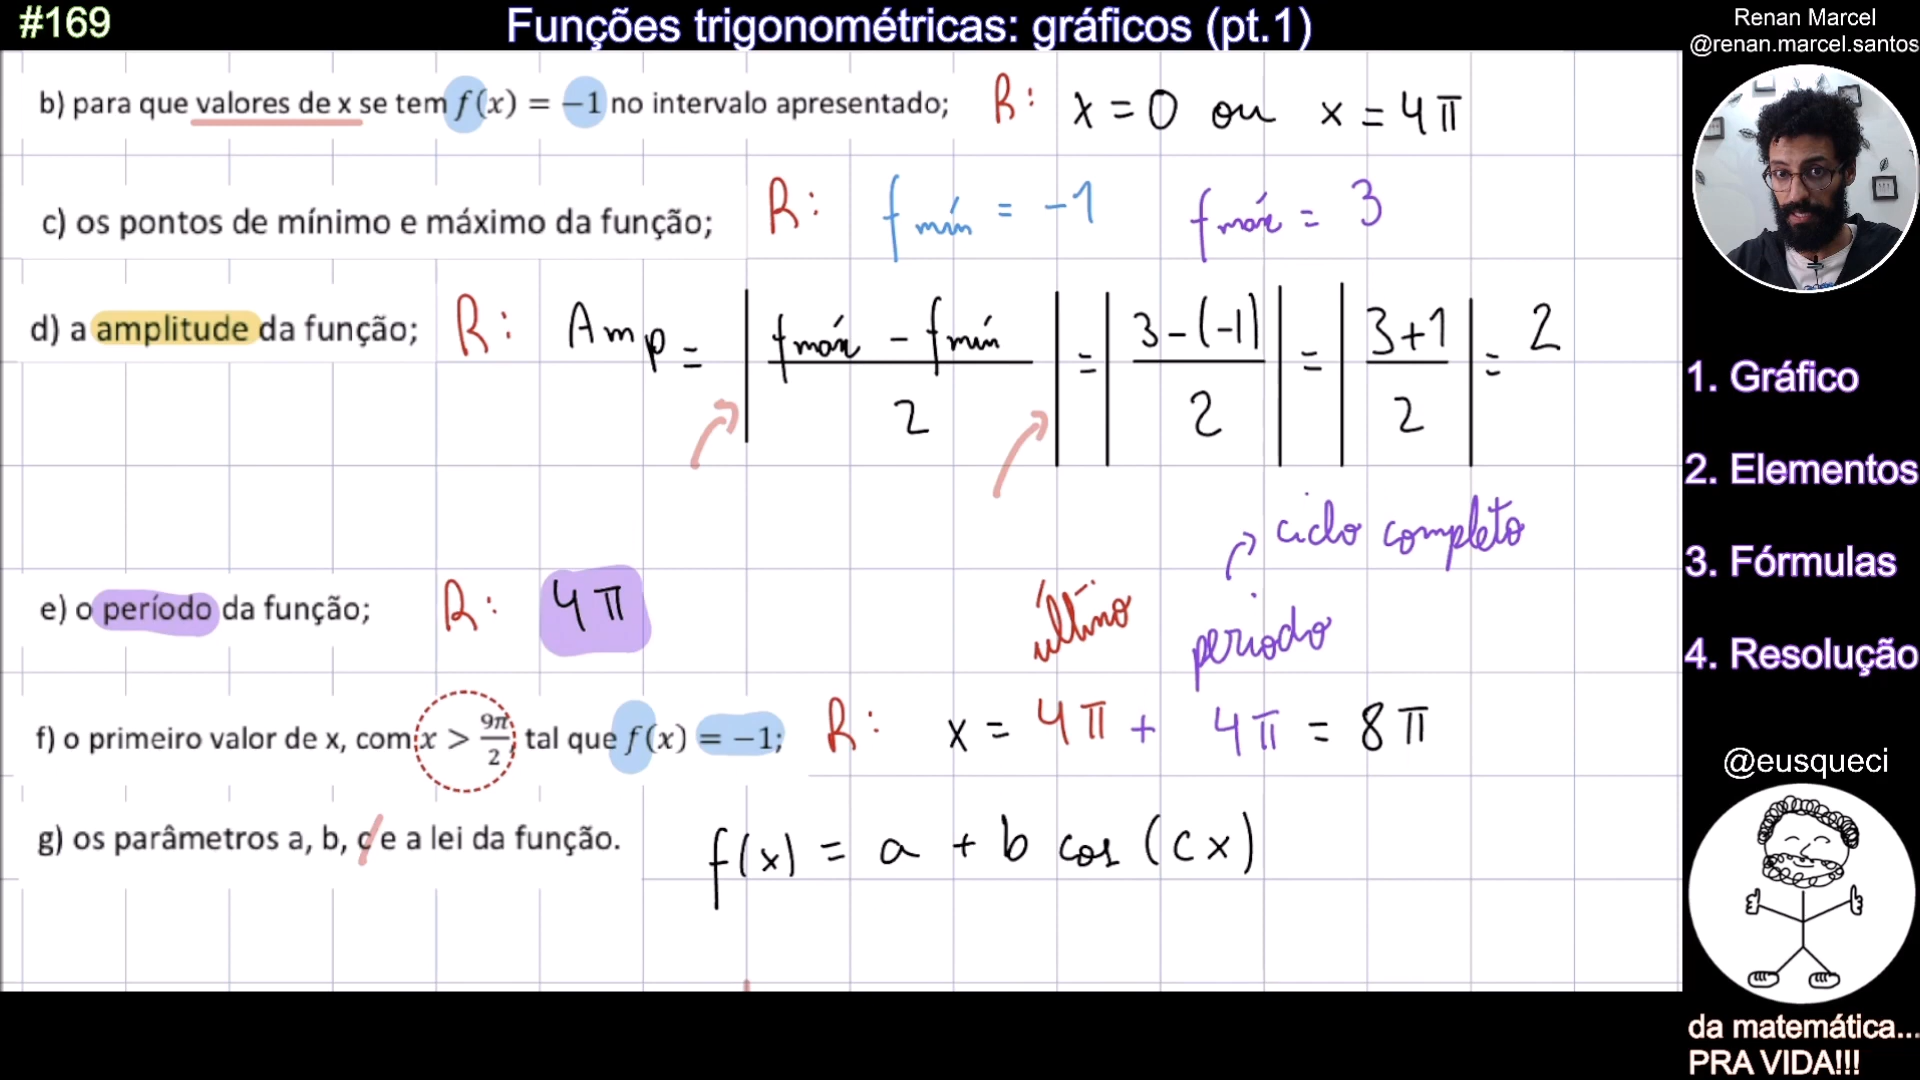 #169
Funções trigonométricas: gráficos (pt.1)
Renan Marcel
@renan.marcel.santos
b) para que valores de x se tem f(x) = −1 no intervalo apresentado; R: x = 0 ou x = 4π
c) os pontos de mínimo e máximo da função; R: f mín = -1 f máx = 3
d) a amplitude da função; R: Amp = | (f máx - f mín) / 2 | = | (3 - (-1)) / 2 | = | (3 + 1) / 2 | = 2
ciclo completo
e) o período da função; R: 4π
último período
f) o primeiro valor de x, com x > 9π/2, tal que f(x) = −1; R: x = 4π + 4π = 8π
g) os parâmetros a, b, c e a lei da função. f(x) = a + b cos (cx)
1. Gráfico
2. Elementos
3. Fórmulas
4. Resolução
@eusqueci
da matemática...
PRA VIDA!!!